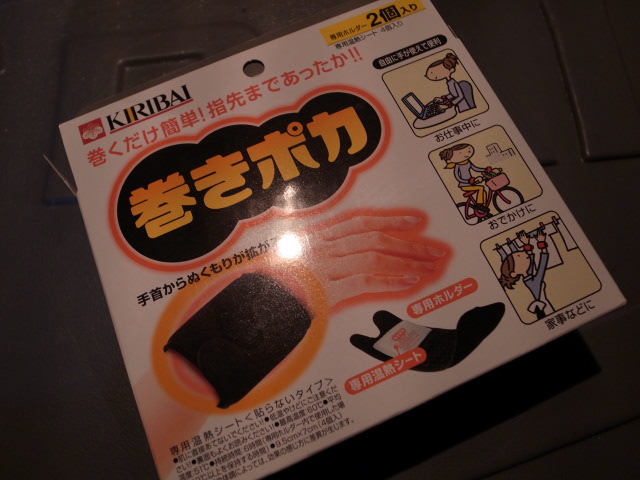 専用ホルダー2個入り
専用温熱シート 4個入り
KIRIBAI
巻くだけ簡単!指先まであったか!!
巻きポカ
自由に手が使えて便利
お仕事中に
おでかけに
家事などに
手首からぬくもりが拡が
専用ホルダー
専用温熱シート
専用温熱シート<貼らないタイプ>